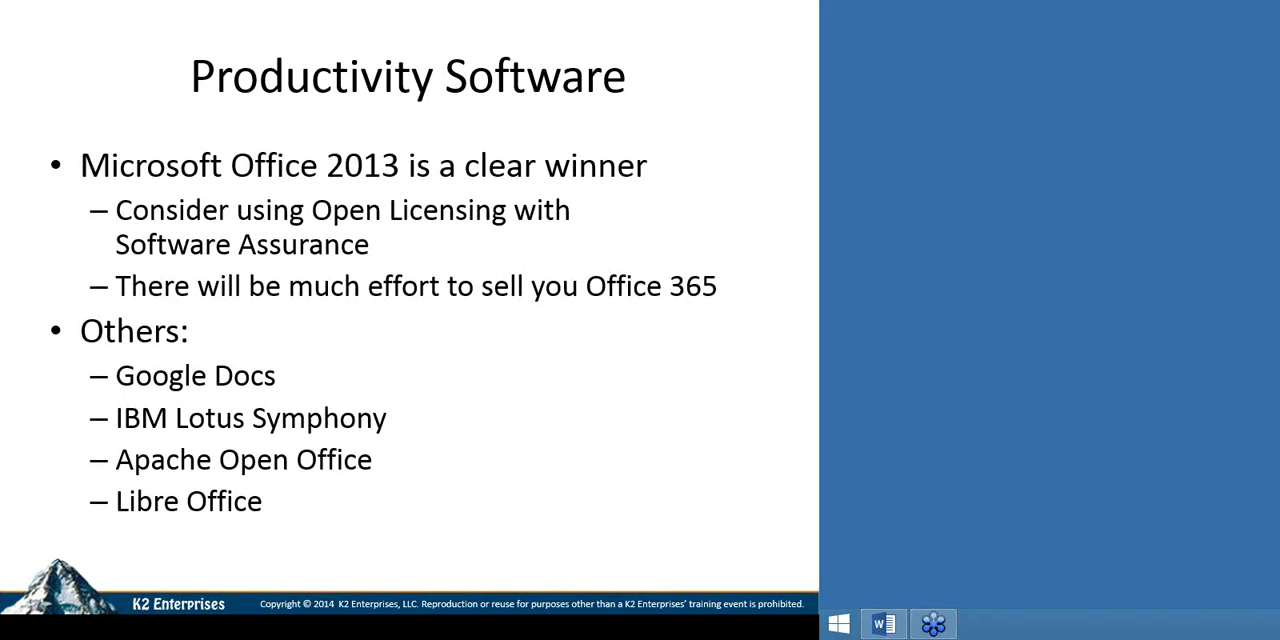 Productivity Software
• Microsoft Office 2013 is a clear winner
– Consider using Open Licensing with
Software Assurance
– There will be much effort to sell you Office 365
• Others:
– Google Docs
– IBM Lotus Symphony
– Apache Open Office
– Libre Office
K2 Enterprises
Copyright © 2014 K2 Enterprises, LLC. Reproduction or reuse for purposes other than a K2 Enterprises’ training event is prohibited.
W